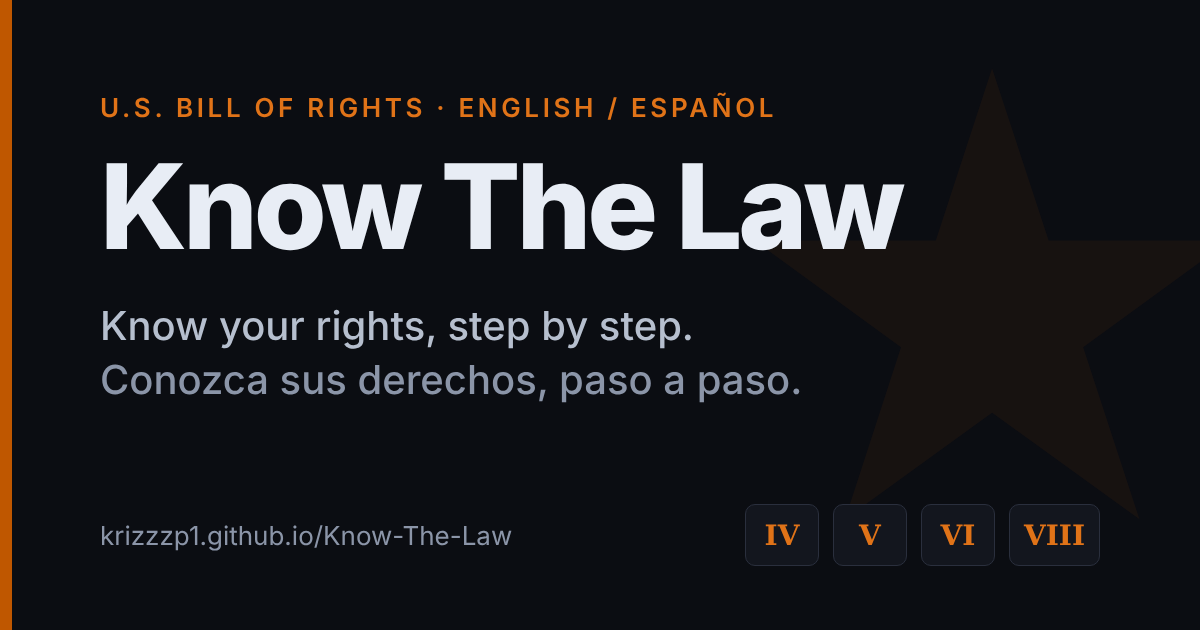 U.S. BILL OF RIGHTS · ENGLISH / ESPAÑOL
Know The Law
Know your rights, step by step.
Conozca sus derechos, paso a paso.
krizzzp1.github.io/Know-The-Law
IV V VI VIII